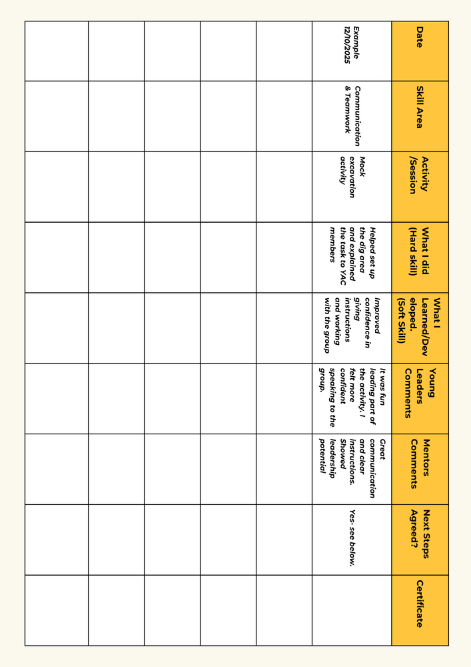 Date
Skill Area
Activity
/Session
What I did
(Hard skill)
What I
Learned/Dev
eloped.
(Soft Skill)
Young
Leaders
Comments
Mentors
Comments
Next Steps
Agreed?
Certificate
Example
12/10/2025
Communication
& Teamwork
Mock
excavation
activity
Helped set up
the dig area
and explained
the task to YAC
members
Improved
confidence in
giving
instructions
and working
with the group
It was fun
leading part of
the activity. I
felt more
confident
speaking to the
group.
Great
communication
and clear
instructions.
Showed
leadership
potential
Yes- see below.